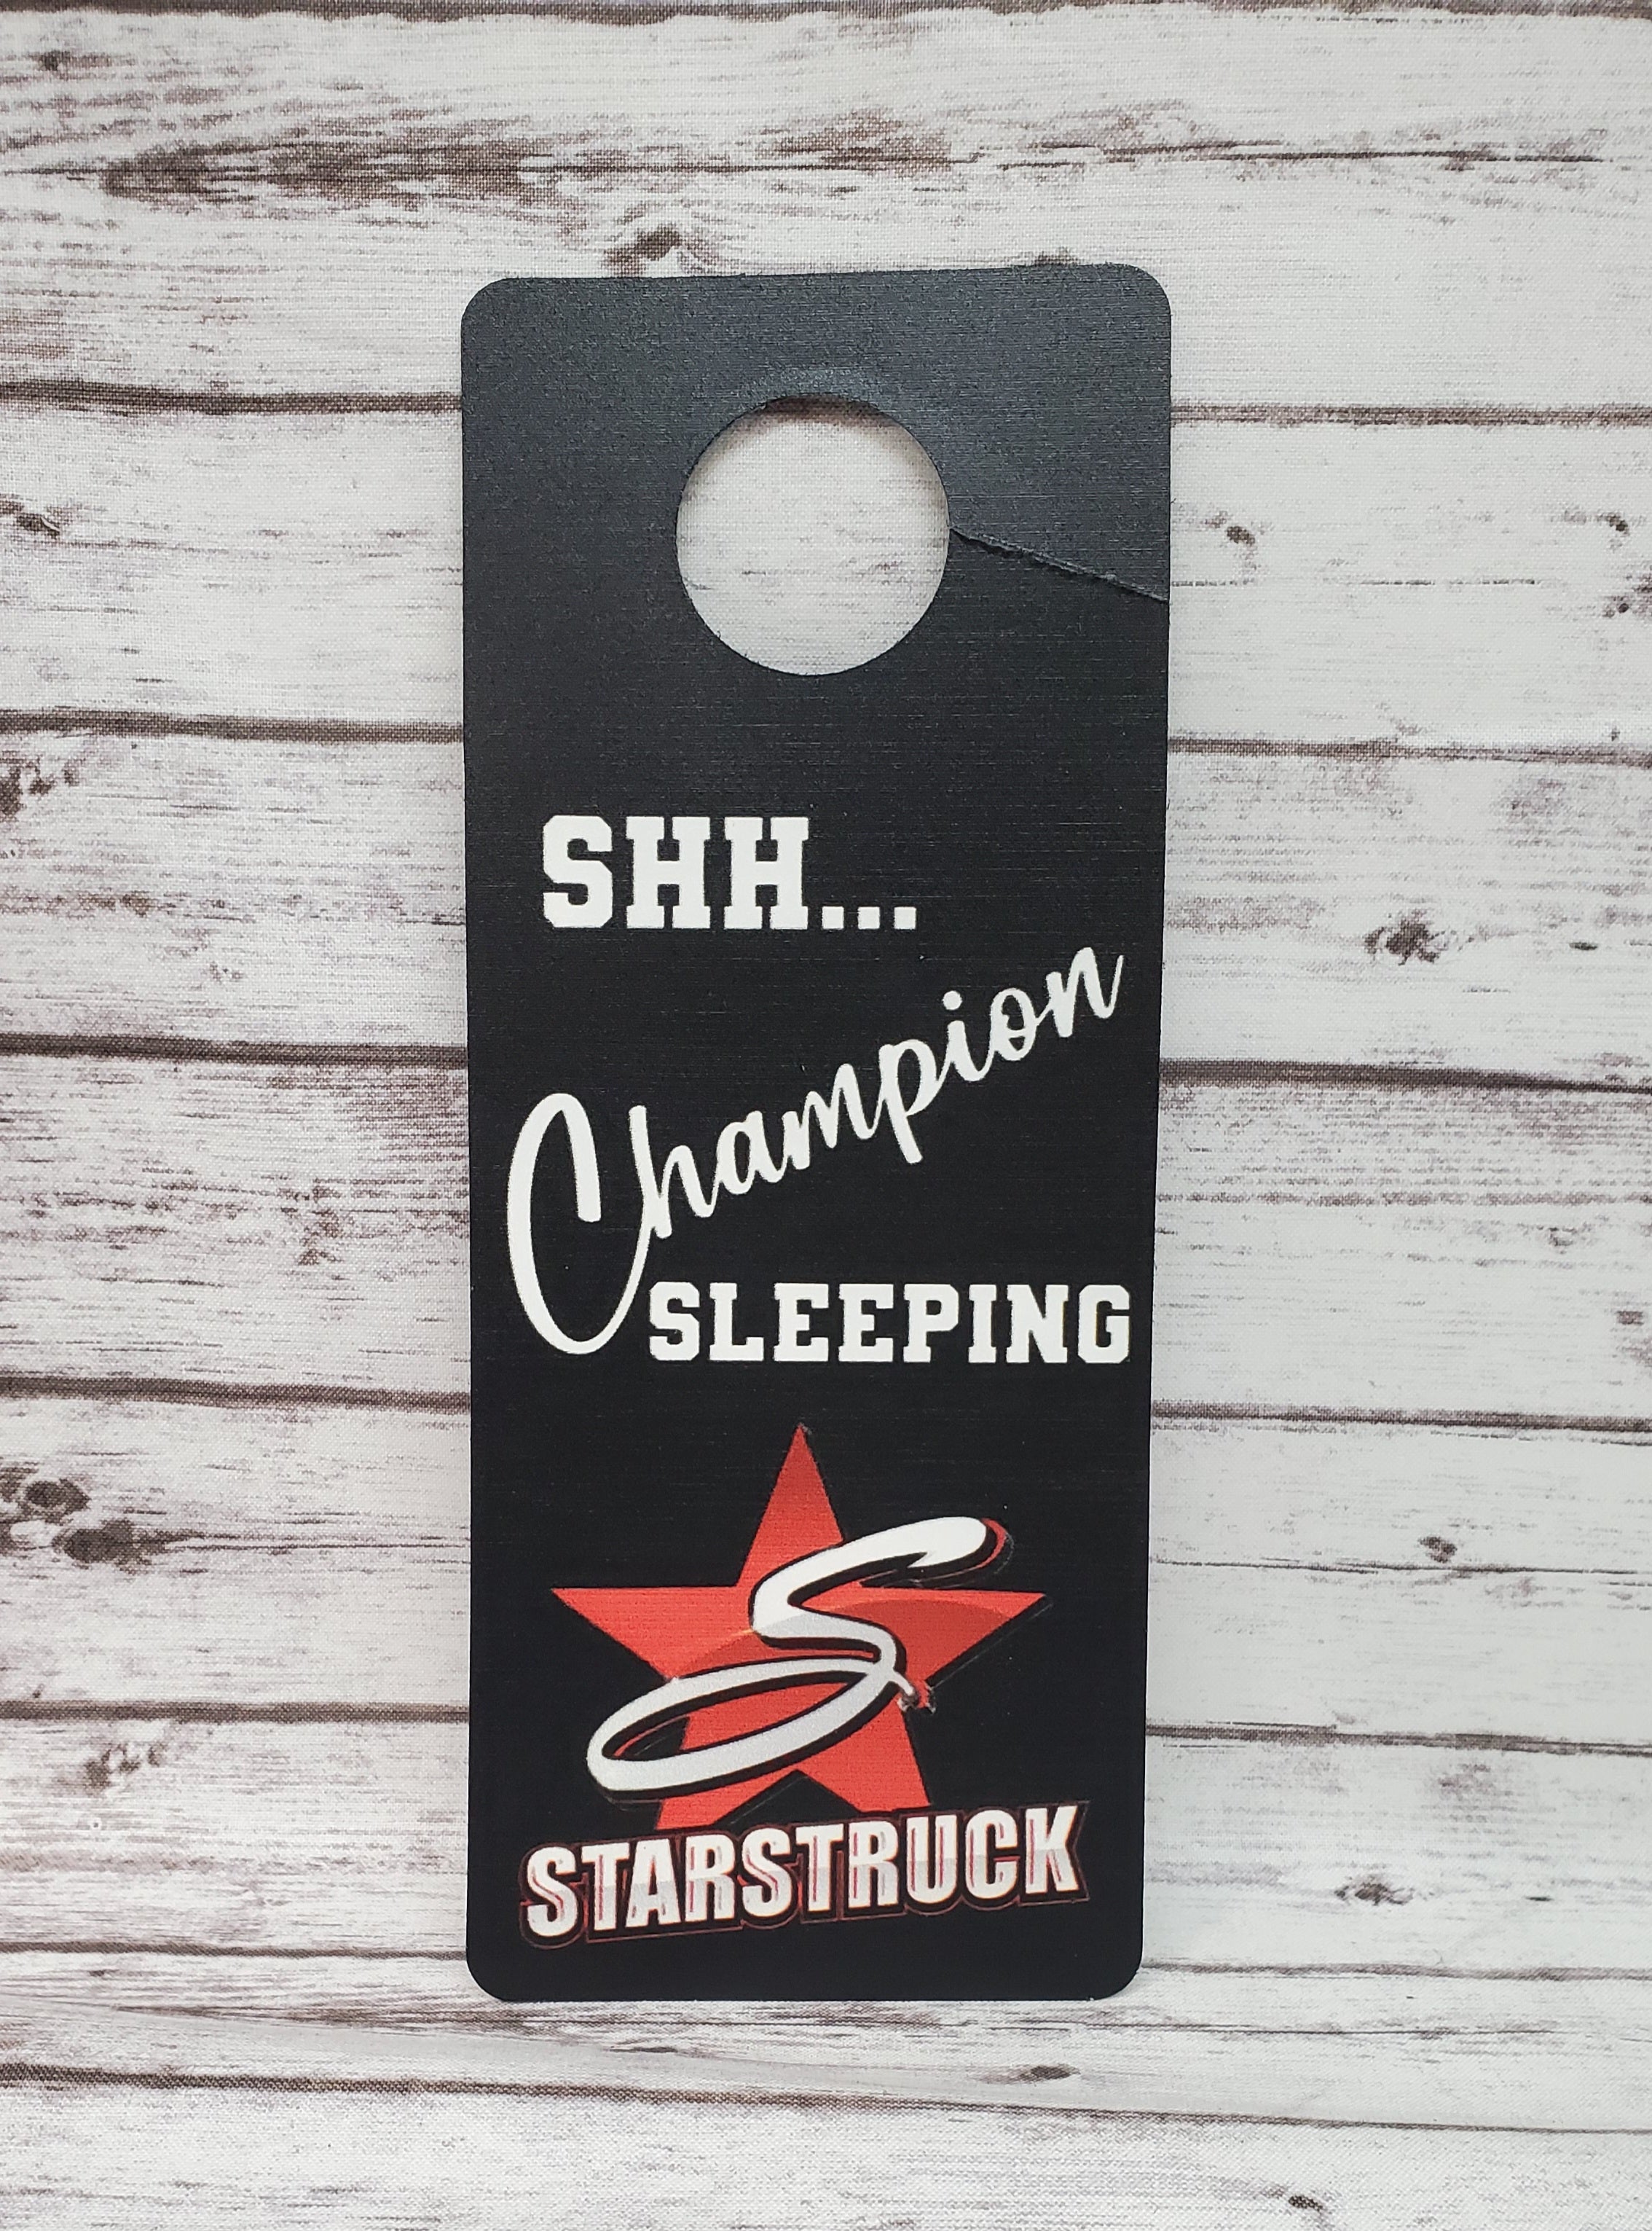 SHH...
Champion
SLEEPING
S
STARSTRUCK